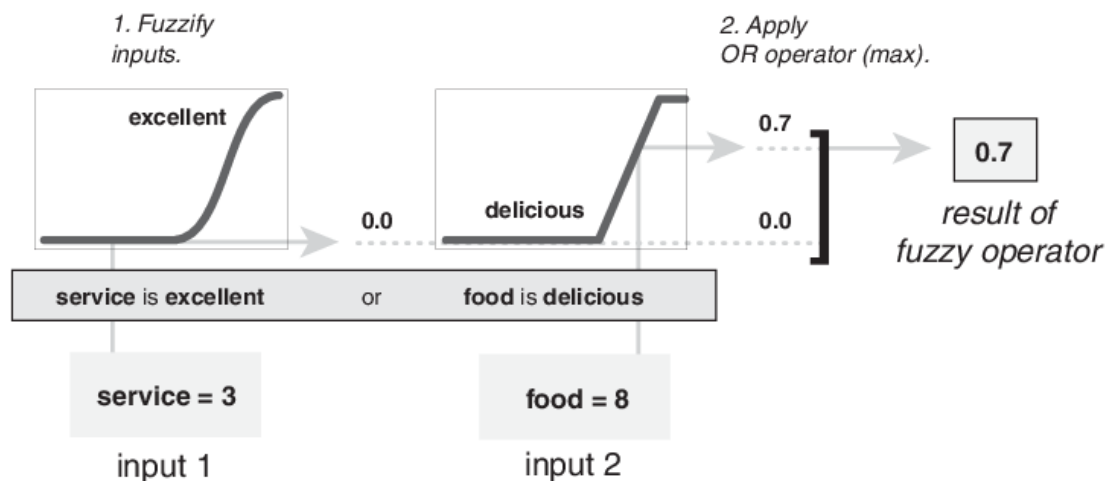 1. Fuzzify
inputs.
2. Apply
OR operator (max).
excellent
0.0
delicious
0.7
0.0
0.7
result of
fuzzy operator
service is excellent or food is delicious
service = 3
food = 8
input 1
input 2